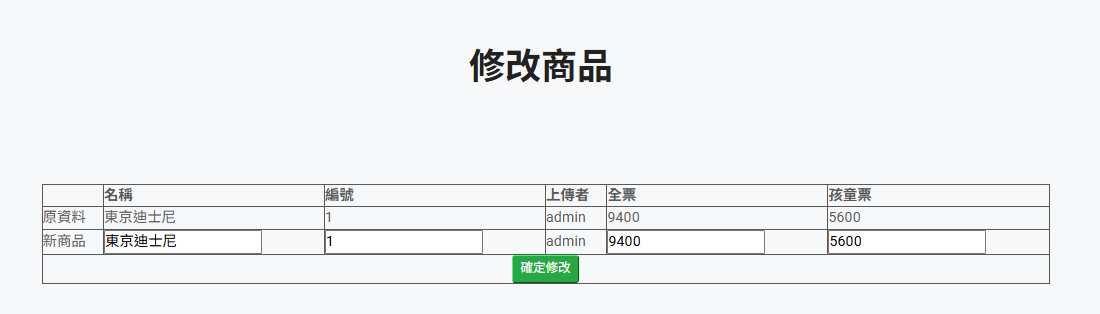 修改商品
名稱 編號 上傳者 全票 孩童票
原資料 東京迪士尼 1 admin 9400 5600
新商品 東京迪士尼 1 admin 9400 5600
確定修改